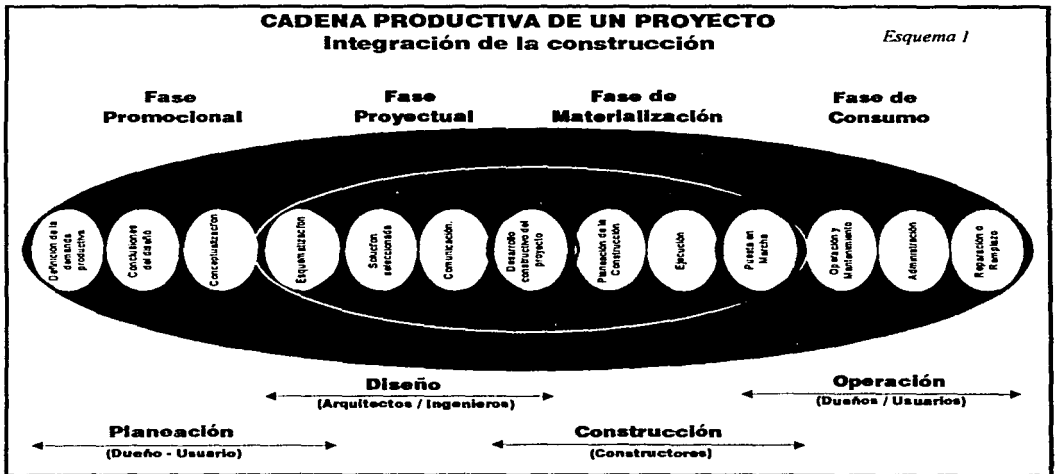 CADENA PRODUCTIVA DE UN PROYECTO
Integración de la construcción
Esquema 1
Fase
Promocional
Fase
Proyectual
Fase de
Materialización
Fase de
Consumo
Definición de la
demanda
productiva
Conclusiones
del diseño
Conceptualización
Esquematización
Solución
seleccionada
Comunicación.
Desarrollo
constructivo del
proyecto
Planeación de la
Construcción
Ejecución
Puesta en
Marcha
Operación y
Mantenimiento
Administración
Reparación o
Remplazo
Diseño
(Arquitectos / Ingenieros)
Operación
(Dueños / Usuarios)
Planeación
(Dueño - Usuario)
Construcción
(Constructores)